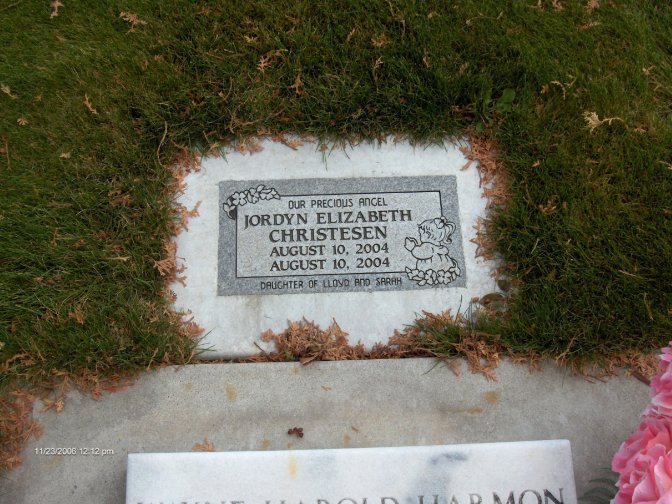 OUR PRECIOUS ANGEL
JORDYN ELIZABETH
CHRISTESEN
AUGUST 10, 2004
AUGUST 10, 2004
DAUGHTER OF LLOYD AND SARAH
11/23/2006 12:12 pm
WAYNE HAROLD HARMON